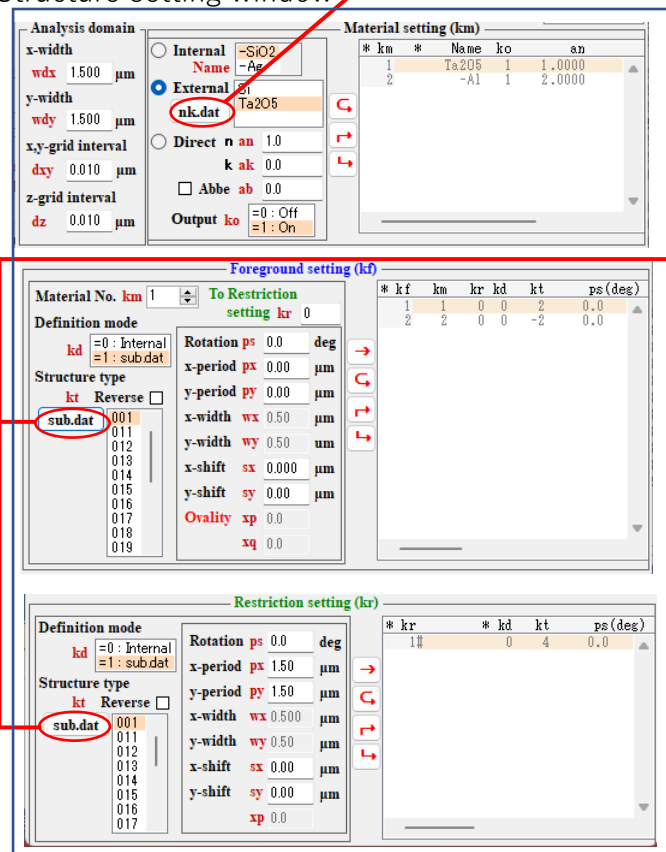 Structure setting window
Analysis domain
x-width
wdx 1.500 μm
y-width
wdy 1.500 μm
x,y-grid interval
dxy 0.010 μm
z-grid interval
dz 0.010 μm
Internal
Name
-SiO2
-Ag
External
nk.dat
Si
Ta2O5
Direct n an 1.0
k ak 0.0
Abbe ab 0.0
Output ko
=0 : Off
=1 : On
Material setting (km)
* km * Name ko an
1 Ta2O5 1 1.0000
2 -Al 1 2.0000
Foreground setting (kf)
Material No. km 1
To Restriction
setting kr 0
Definition mode
kd
=0 : Internal
=1 : sub.dat
Structure type
kt Reverse
sub.dat
001
011
012
013
014
015
016
017
018
019
Rotation ps 0.0 deg
x-period px 0.00 μm
y-period py 0.00 μm
x-width wx 0.50 μm
y-width wy 0.50 um
x-shift sx 0.000 μm
y-shift sy 0.00 μm
Ovality xp 0.0
xq 0.0
* kf km kr kd kt ps(deg)
1 1 0 0 2 0.0
2 2 0 0 -2 0.0
Restriction setting (kr)
Definition mode
kd
=0 : Internal
=1 : sub.dat
Structure type
kt Reverse
sub.dat
001
011
012
013
014
015
016
017
Rotation ps 0.0 deg
x-period px 1.50 μm
y-period py 1.50 μm
x-width wx 0.500 μm
y-width wy 0.50 μm
x-shift sx 0.00 μm
y-shift sy 0.00 μm
xp 0.0
* kr * kd kt ps(deg)
1# 0 4 0.0